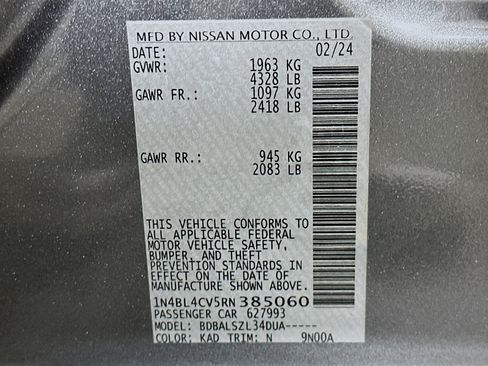 MFD BY NISSAN MOTOR CO., LTD.
DATE: 02/24
GVWR: 1963 KG
4328 LB
GAWR FR.: 1097 KG
2418 LB
GAWR RR.: 945 KG
2083 LB
THIS VEHICLE CONFORMS TO
ALL APPLICABLE FEDERAL
MOTOR VEHICLE SAFETY,
BUMPER, AND THEFT
PREVENTION STANDARDS IN
EFFECT ON THE DATE OF
MANUFACTURE SHOWN ABOVE.
1N4BL4CV5RN385060
PASSENGER CAR 627993
MODEL: BDBALSZL34DUA-----
COLOR: KAD TRIM: N 9N00A